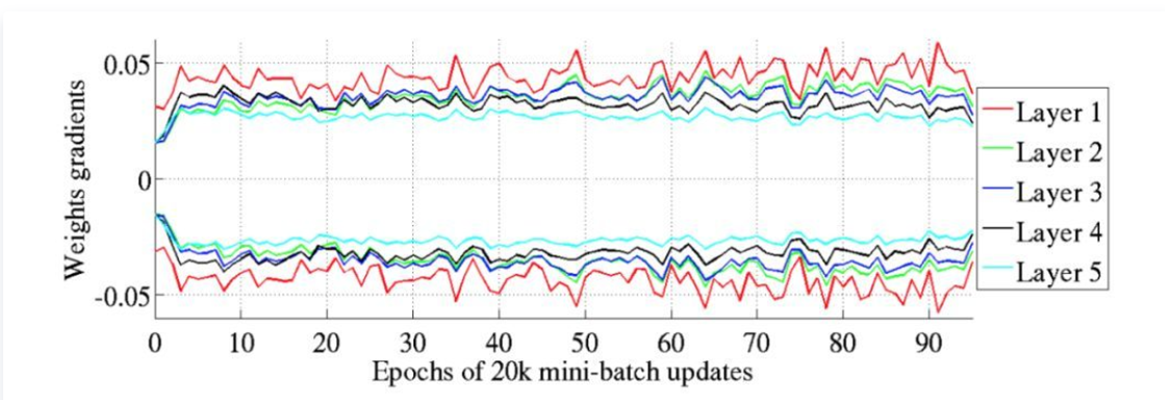 0.05
0
-0.05
Weights gradients
0 10 20 30 40 50 60 70 80 90
Epochs of 20k mini-batch updates
Layer 1
Layer 2
Layer 3
Layer 4
Layer 5